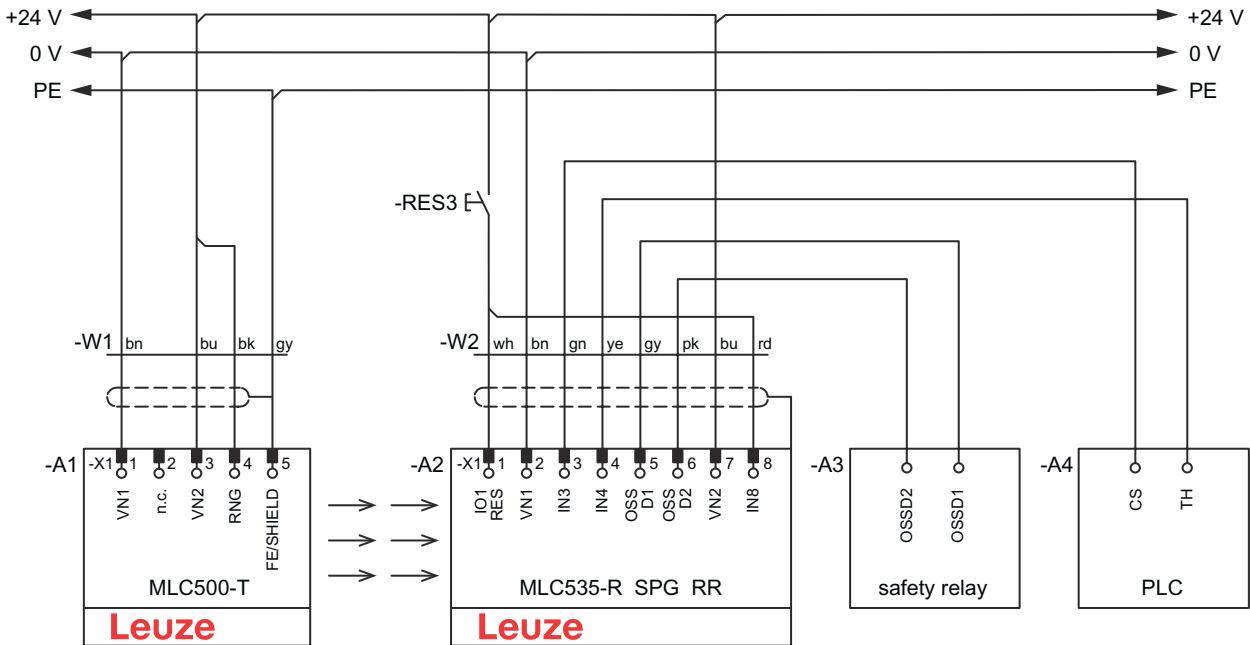 +24 V +24 V
0 V 0 V
PE PE
-RES3
-W1 bn bu bk gy
-W2 wh bn gn ye gy pk bu rd
-A1 -X1 1 2 3 4 5
VN1
n.c.
VN2
RNG
FE/SHIELD
MLC500-T
Leuze
-A2 -X1 1 2 3 4 5 6 7 8
IO1
RES
VN1
IN3
IN4
OSS
D1
OSS
D2
VN2
IN8
MLC535-R SPG RR
Leuze
-A3
OSSD2
OSSD1
safety relay
-A4
CS
TH
PLC